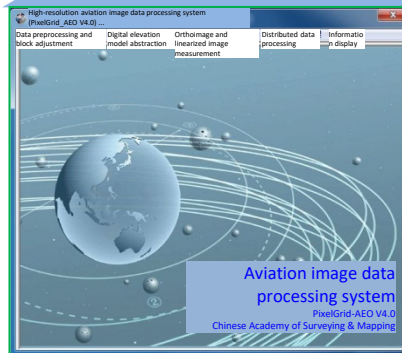 High-resolution aviation image data processing system
(PixelGrid_AEO V4.0) ...
Data preprocessing and
block adjustment
Digital elevation
model abstraction
Orthoimage and
linearized image
measurement
Distributed data
processing
Informatio
n display
Aviation image data
processing system
PixelGrid-AEO V4.0
Chinese Academy of Surveying & Mapping